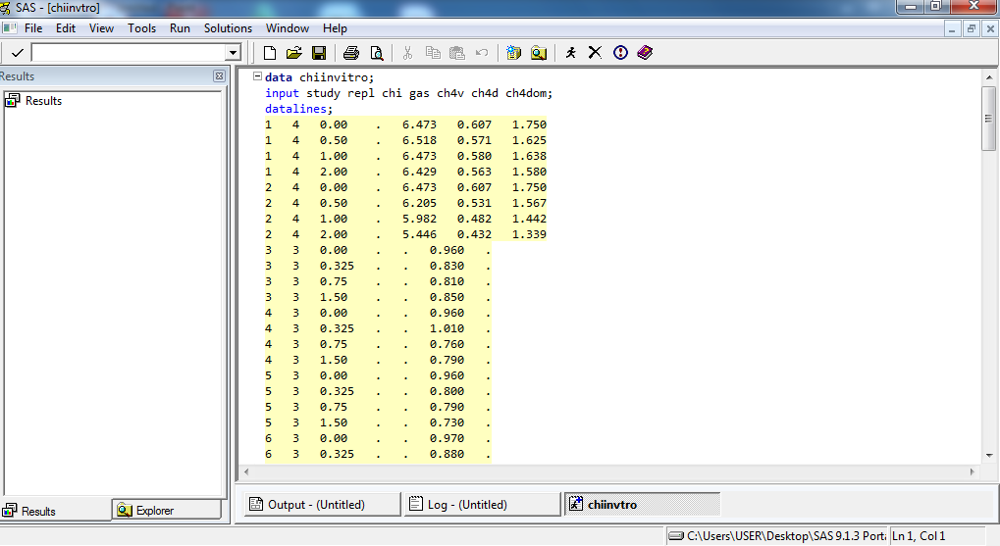 SAS - [chiinvtro]
File Edit View Tools Run Solutions Window Help
Results
Results
data chiinvitro;
input study repl chi gas ch4v ch4d ch4dom;
datalines;
1 4 0.00 . 6.473 0.607 1.750
1 4 0.50 . 6.518 0.571 1.625
1 4 1.00 . 6.473 0.580 1.638
1 4 2.00 . 6.429 0.563 1.580
2 4 0.00 . 6.473 0.607 1.750
2 4 0.50 . 6.205 0.531 1.567
2 4 1.00 . 5.982 0.482 1.442
2 4 2.00 . 5.446 0.432 1.339
3 3 0.00 . . 0.960 .
3 3 0.325 . . 0.830 .
3 3 0.75 . . 0.810 .
3 3 1.50 . . 0.850 .
4 3 0.00 . . 0.960 .
4 3 0.325 . . 1.010 .
4 3 0.75 . . 0.760 .
4 3 1.50 . . 0.790 .
5 3 0.00 . . 0.960 .
5 3 0.325 . . 0.800 .
5 3 0.75 . . 0.790 .
5 3 1.50 . . 0.730 .
6 3 0.00 . . 0.970 .
6 3 0.325 . . 0.880 .
Results Explorer
Output - (Untitled) Log - (Untitled) chiinvtro
C:\Users\USER\Desktop\SAS 9.1.3 Porta Ln 1, Col 1